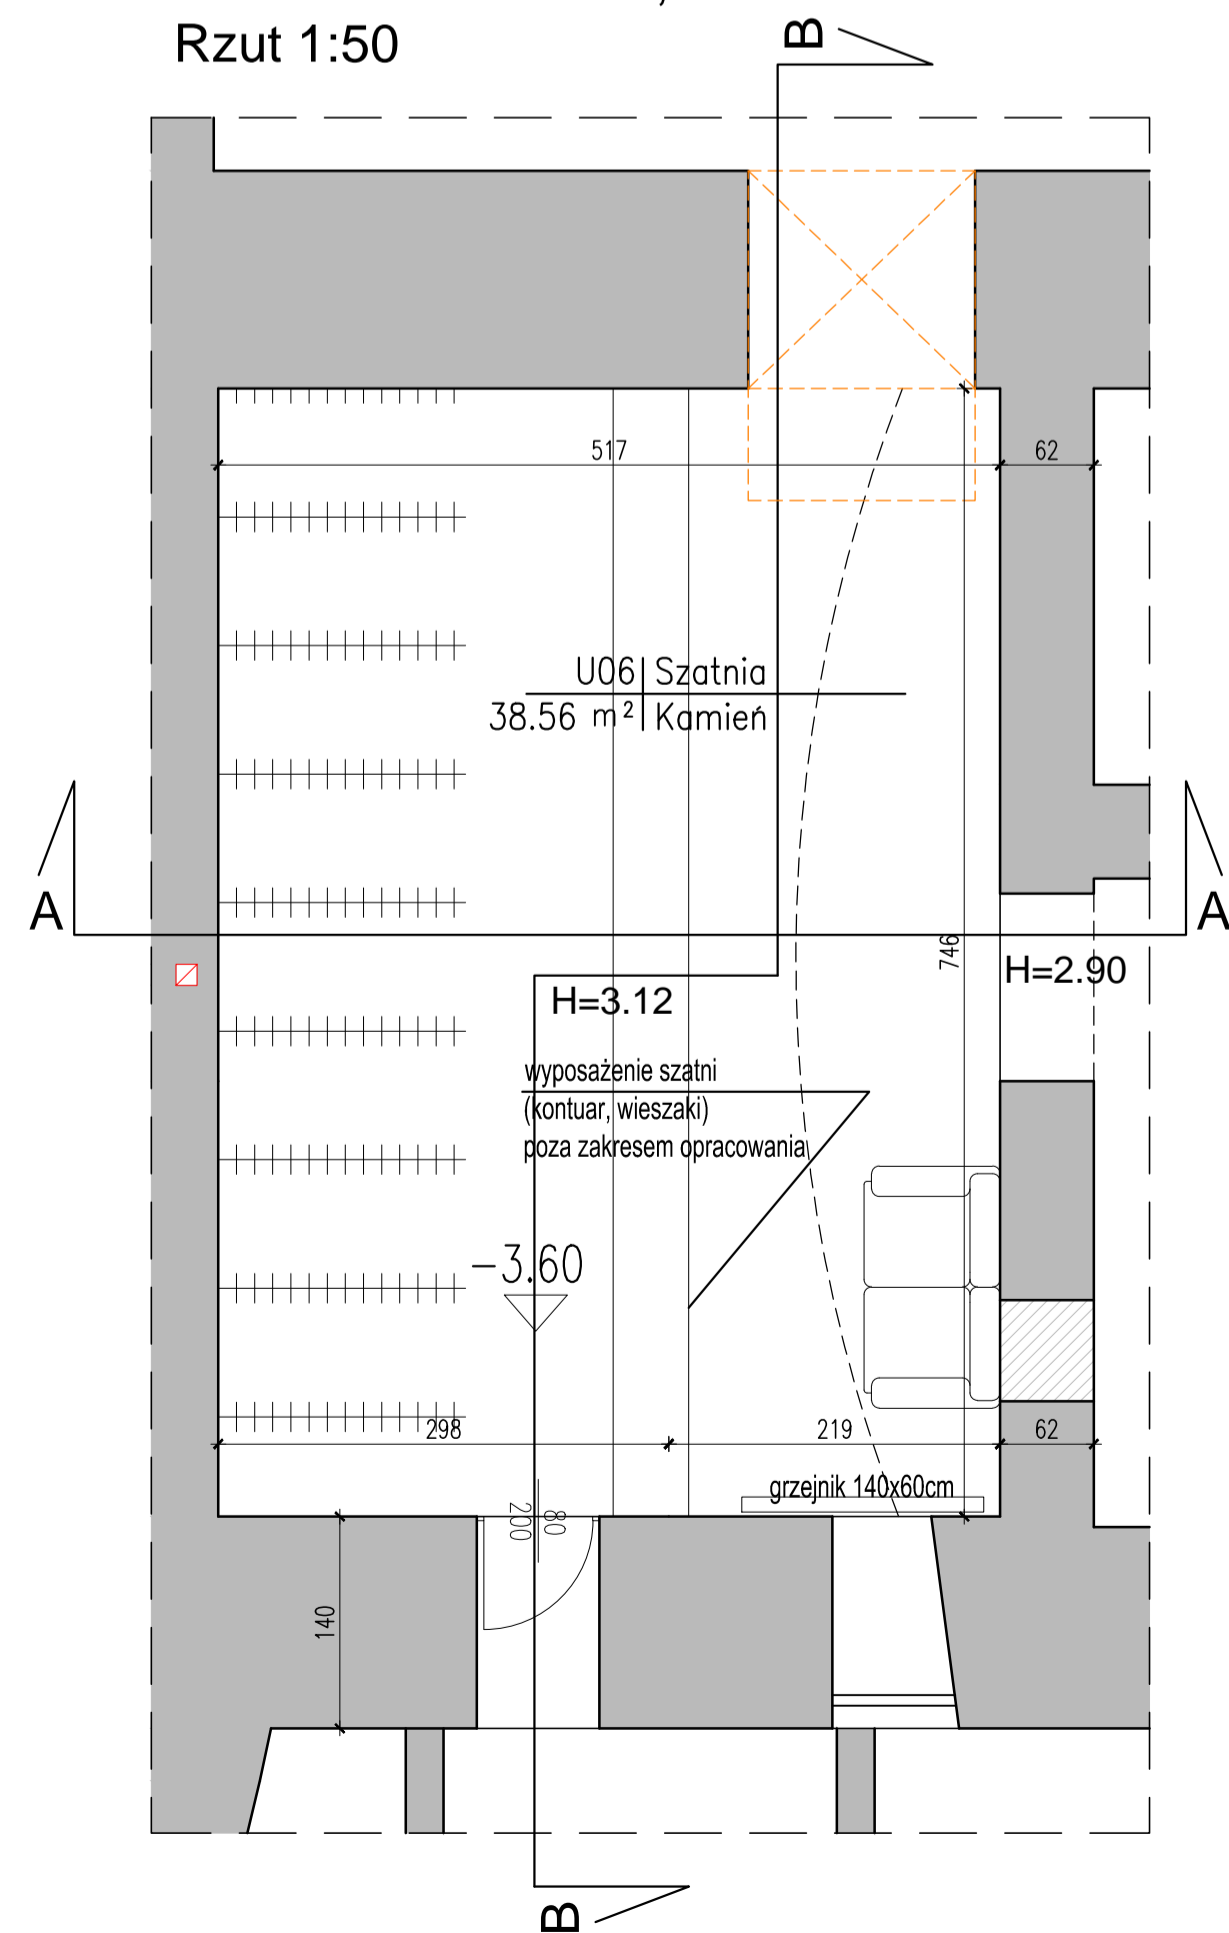 Rzut 1:50
B
517
62
U06 Szatnia
38.56 m² Kamień
A
A
746
H=2.90
H=3.12
wyposażenie szatni
(kontuar, wieszaki)
poza zakresem opracowania
-3.60
298
219
62
grzejnik 140x60cm
80
200
140
B